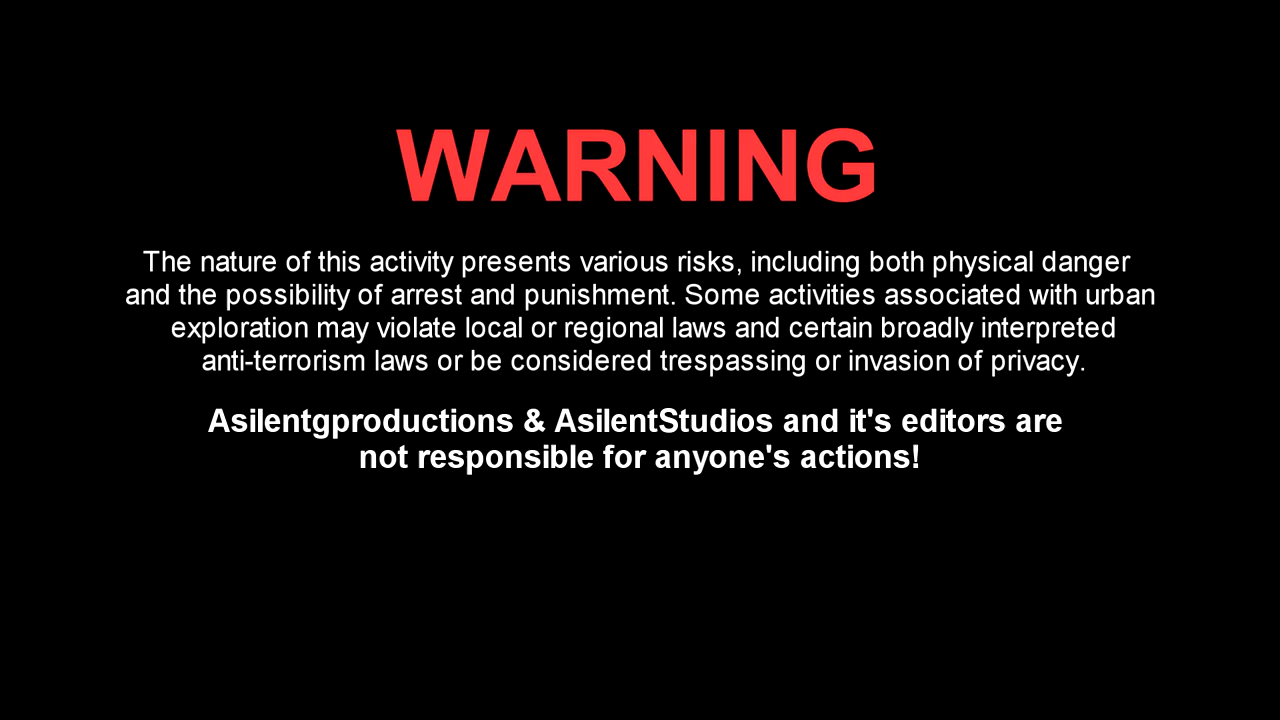 WARNING
The nature of this activity presents various risks, including both physical danger
and the possibility of arrest and punishment. Some activities associated with urban
exploration may violate local or regional laws and certain broadly interpreted
anti-terrorism laws or be considered trespassing or invasion of privacy.
Asilentgproductions & AsilentStudios and it's editors are
not responsible for anyone's actions!